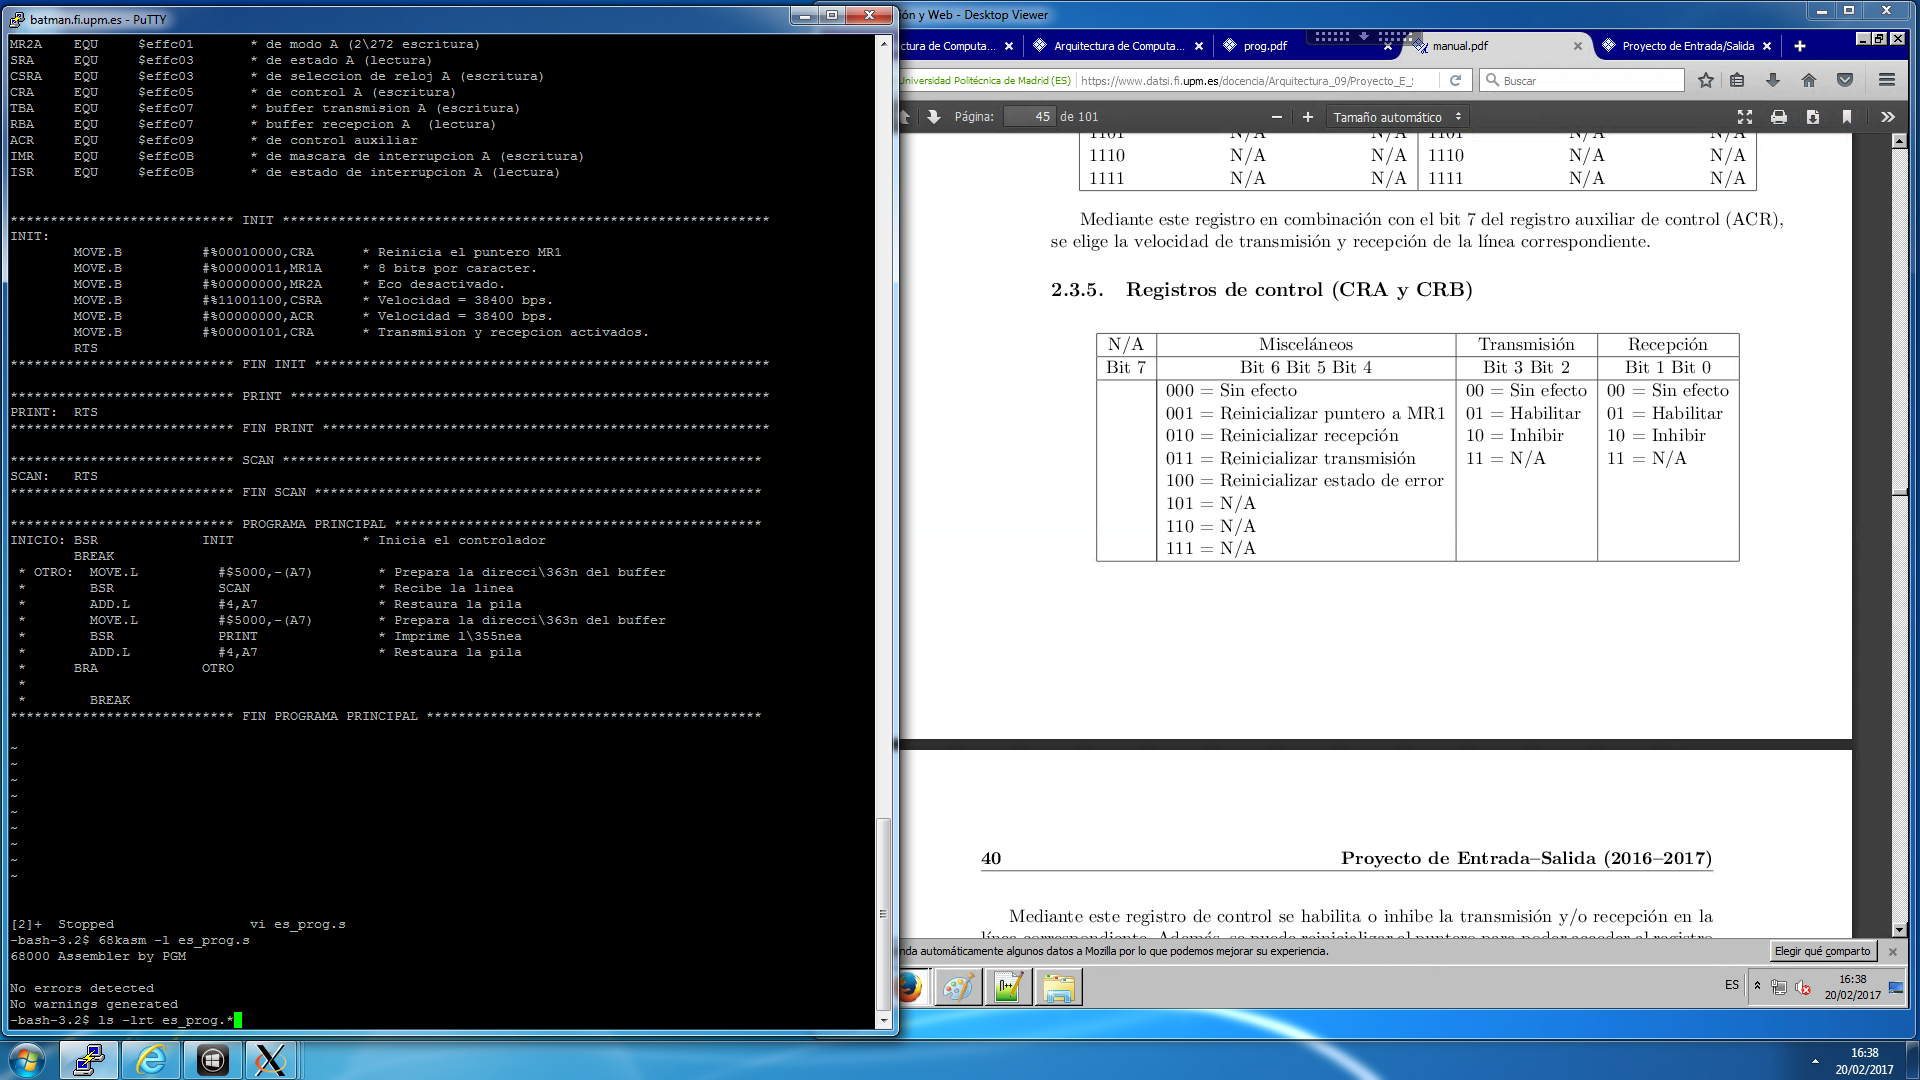 batman.fi.upm.es - PuTTY
MR2A    EQU     $effc01       * de modo A (2\272 escritura)
SRA     EQU     $effc03       * de estado A (lectura)
CSRA    EQU     $effc03       * de seleccion de reloj A (escritura)
CRA     EQU     $effc05       * de control A (escritura)
TBA     EQU     $effc07       * buffer transmision A (escritura)
RBA     EQU     $effc07       * buffer recepcion A  (lectura)
ACR     EQU     $effc09       * de control auxiliar
IMR     EQU     $effc0B       * de mascara de interrupcion A (escritura)
ISR     EQU     $effc0B       * de estado de interrupcion A (lectura)
**************************** INIT *************************************************************
INIT:
        MOVE.B          #%00010000,CRA      * Reinicia el puntero MR1
        MOVE.B          #%00000011,MR1A     * 8 bits por caracter.
        MOVE.B          #%00000000,MR2A     * Eco desactivado.
        MOVE.B          #%11001100,CSRA     * Velocidad = 38400 bps.
        MOVE.B          #%00000000,ACR      * Velocidad = 38400 bps.
        MOVE.B          #%00000101,CRA      * Transmision y recepcion activados.
        RTS
**************************** FIN INIT *********************************************************
**************************** PRINT ************************************************************
PRINT:  RTS
**************************** FIN PRINT ********************************************************
**************************** SCAN ************************************************************
SCAN:   RTS
**************************** FIN SCAN ********************************************************
**************************** PROGRAMA PRINCIPAL **********************************************
INICIO: BSR             INIT                * Inicia el controlador
        BREAK
 * OTRO:  MOVE.L          #$5000,-(A7)        * Prepara la direcci\363n del buffer
 *        BSR             SCAN                * Recibe la linea
 *        ADD.L           #4,A7               * Restaura la pila
 *        MOVE.L          #$5000,-(A7)        * Prepara la direcci\363n del buffer
 *        BSR             PRINT               * Imprime l\355nea
 *        ADD.L           #4,A7               * Restaura la pila
 *      BRA             OTRO
 *
 *        BREAK
**************************** FIN PROGRAMA PRINCIPAL ******************************************
~
~
~
~
~
~
~
~
~
[2]+  Stopped                 vi es_prog.s
-bash-3.2$ 68kasm -l es_prog.s
68000 Assembler by PGM
No errors detected
No warnings generated
-bash-3.2$ ls -lrt es_prog.*
ón y Web - Desktop Viewer
ctura de Computa...
Arquitectura de Computa...
prog.pdf
manual.pdf
Proyecto de Entrada/Salida
Universidad Politécnica de Madrid (ES)
https://www.datsi.fi.upm.es/docencia/Arquitectura_09/Proyecto_E_S
Buscar
Página: 45 de 101
Tamaño automático
1101 N/A N/A 1101 N/A N/A
1110 N/A N/A 1110 N/A N/A
1111 N/A N/A 1111 N/A N/A
Mediante este registro en combinación con el bit 7 del registro auxiliar de control (ACR),
se elige la velocidad de transmisión y recepción de la línea correspondiente.
2.3.5. Registros de control (CRA y CRB)
N/A Misceláneos Transmisión Recepción
Bit 7 Bit 6 Bit 5 Bit 4 Bit 3 Bit 2 Bit 1 Bit 0
000 = Sin efecto 00 = Sin efecto 00 = Sin efecto
001 = Reinicializar puntero a MR1 01 = Habilitar 01 = Habilitar
010 = Reinicializar recepción 10 = Inhibir 10 = Inhibir
011 = Reinicializar transmisión 11 = N/A 11 = N/A
100 = Reinicializar estado de error
101 = N/A
110 = N/A
111 = N/A
40 Proyecto de Entrada–Salida (2016–2017)
Mediante este registro de control se habilita o inhibe la transmisión y/o recepción en la
línea correspondiente. Además, se puede reinicializar el puntero para poder acceder al registro
nda automáticamente algunos datos a Mozilla por lo que podemos mejorar su experiencia.
Elegir qué comparto
ES
16:38
20/02/2017
16:38
20/02/2017